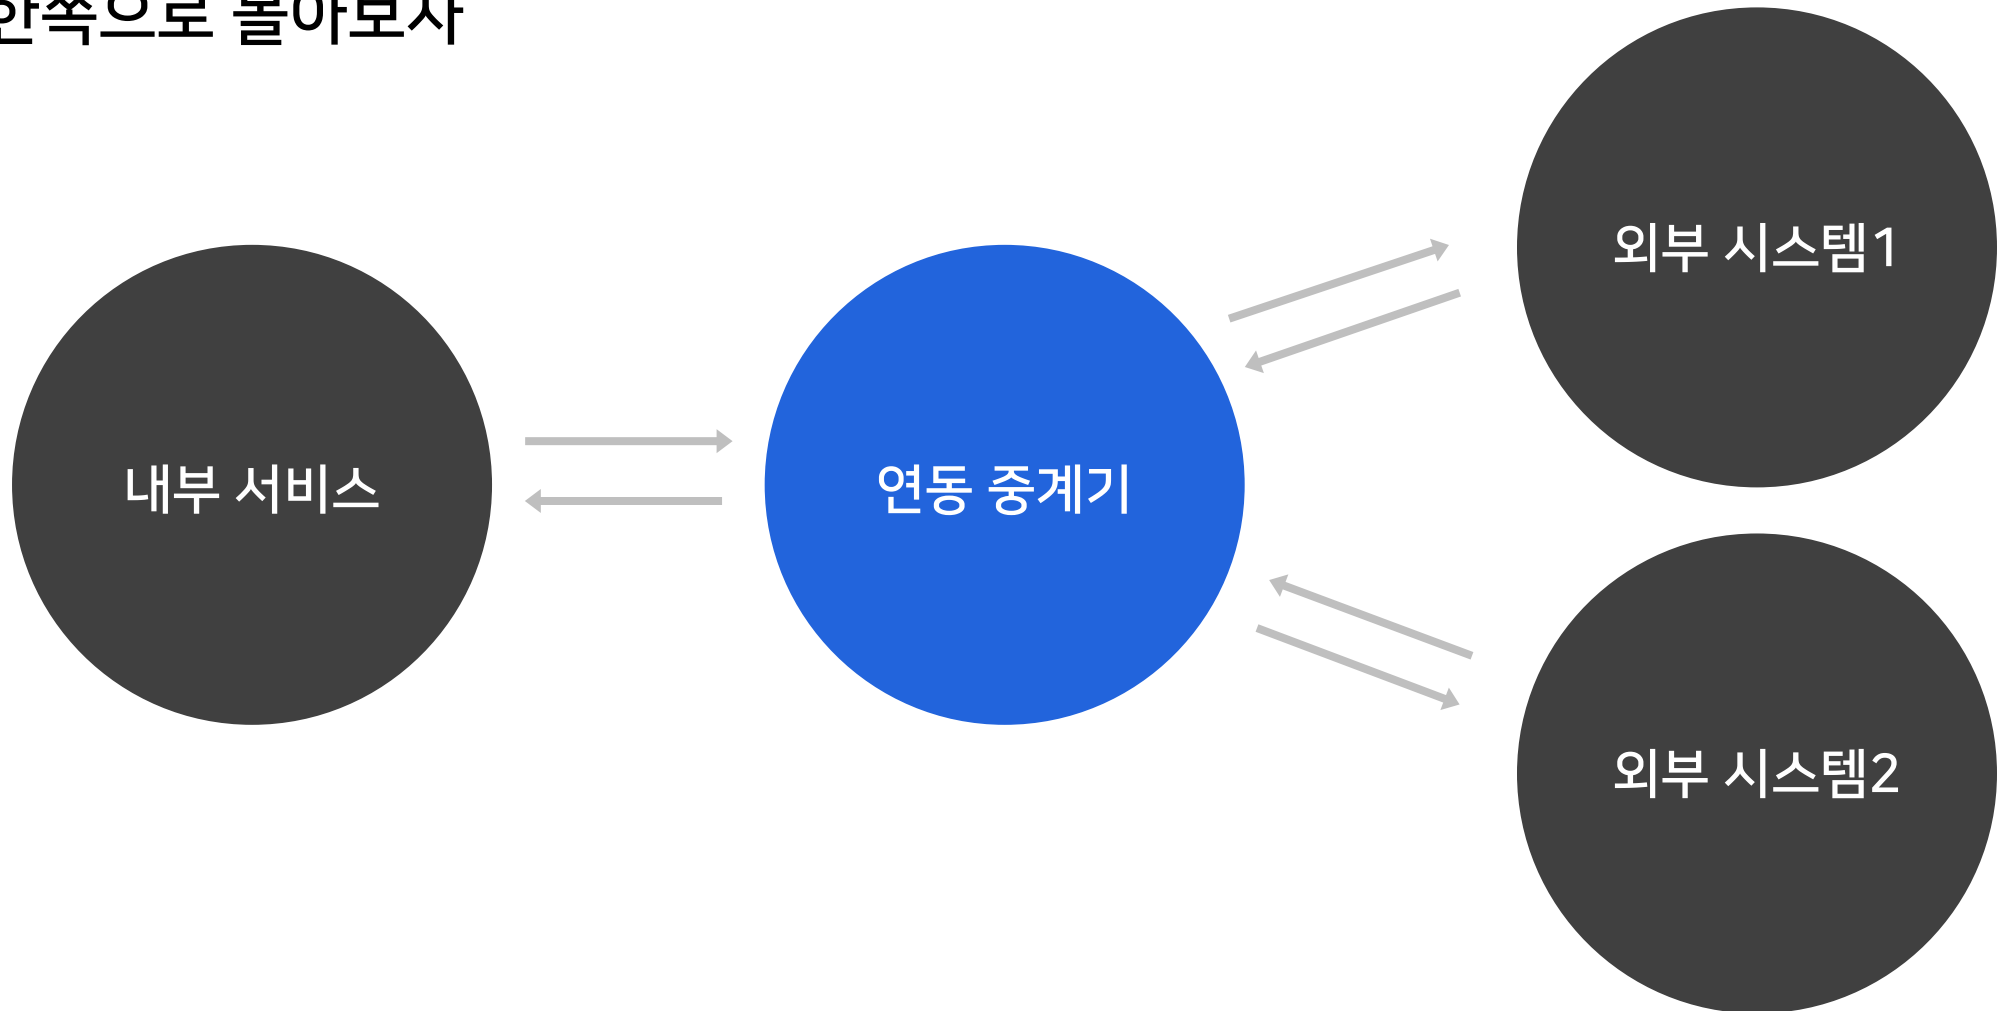 한쪽으로 몰아보자
내부 서비스
연동 중계기
외부 시스템1
외부 시스템2